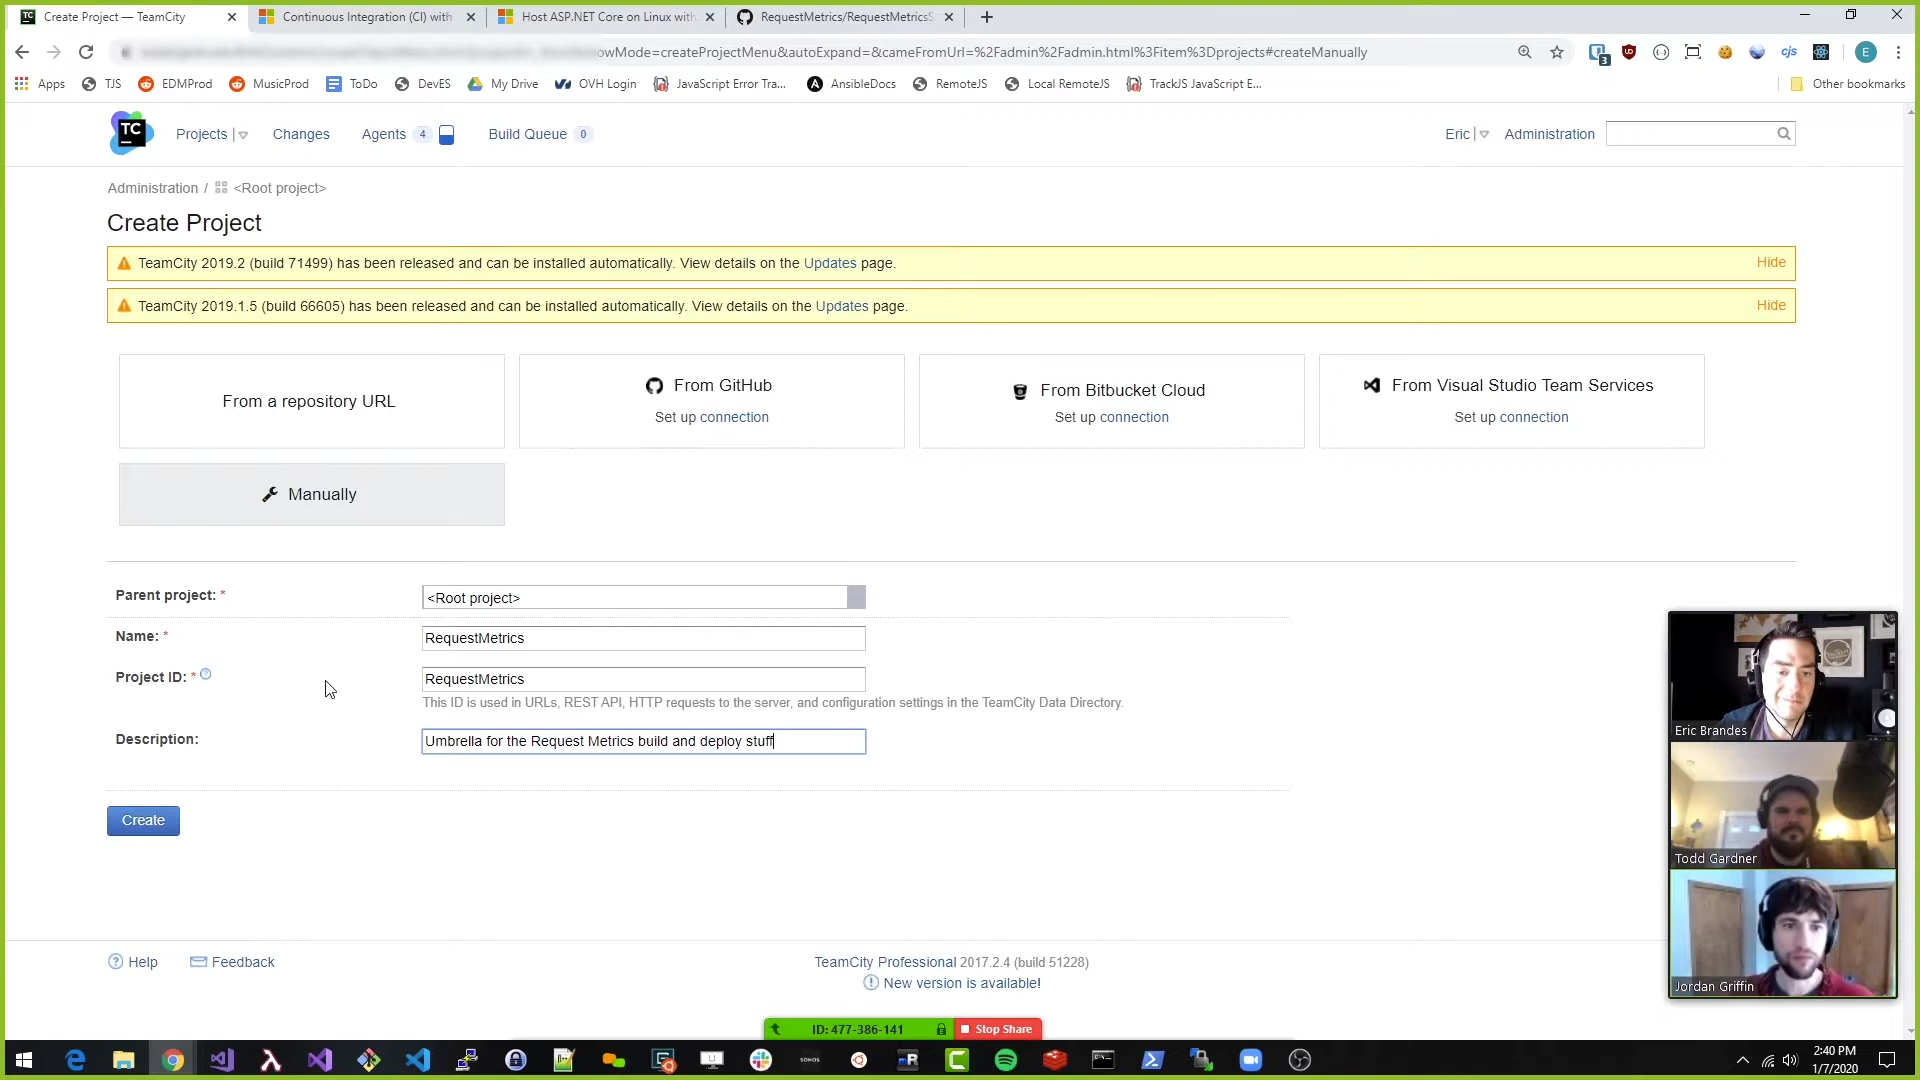 Create Project — TeamCity
Continuous Integration (CI) with
Host ASP.NET Core on Linux with
RequestMetrics/RequestMetricsS
owMode=createProjectMenu&autoExpand=&cameFromUrl=%2Fadmin%2Fadmin.html%3Fitem%3Dprojects#createManually
3
cjs
E
Apps
TJS
EDMProd
MusicProd
ToDo
DevES
My Drive
OVH Login
JavaScript Error Tra...
AnsibleDocs
RemoteJS
Local RemoteJS
TrackJS JavaScript E...
Other bookmarks
TC
Projects
Changes
Agents 4
Build Queue 0
Eric
Administration
Administration / <Root project>
Create Project
TeamCity 2019.2 (build 71499) has been released and can be installed automatically. View details on the Updates page.
Hide
TeamCity 2019.1.5 (build 66605) has been released and can be installed automatically. View details on the Updates page.
Hide
From a repository URL
From GitHub
Set up connection
From Bitbucket Cloud
Set up connection
From Visual Studio Team Services
Set up connection
Manually
Parent project: *
<Root project>
Name: *
RequestMetrics
Project ID: *
RequestMetrics
This ID is used in URLs, REST API, HTTP requests to the server, and configuration settings in the TeamCity Data Directory.
Description:
Umbrella for the Request Metrics build and deploy stuff
Create
Eric Brandes
Todd Gardner
Jordan Griffin
Help
Feedback
TeamCity Professional 2017.2.4 (build 51228)
New version is available!
ID: 477-386-141
Stop Share
SONOS
2:40 PM
1/7/2020